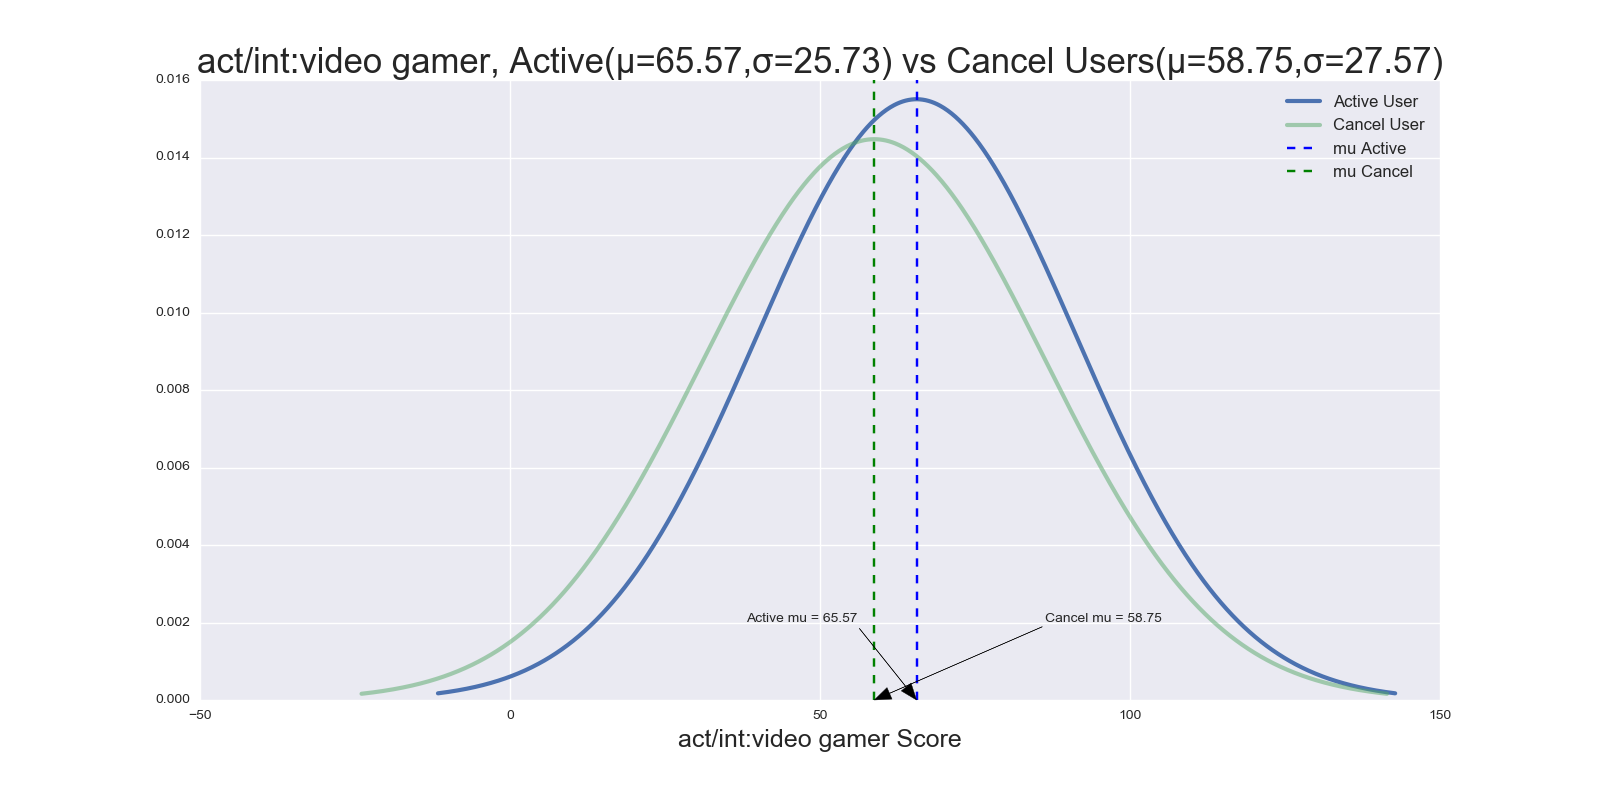 act/int:video gamer, Active(μ=65.57,σ=25.73) vs Cancel Users(μ=58.75,σ=27.57)
0.016
0.014
0.012
0.010
0.008
0.006
0.004
0.002
0.000
Active User
Cancel User
mu Active
mu Cancel
Active mu = 65.57
Cancel mu = 58.75
−50
0
50
100
150
act/int:video gamer Score